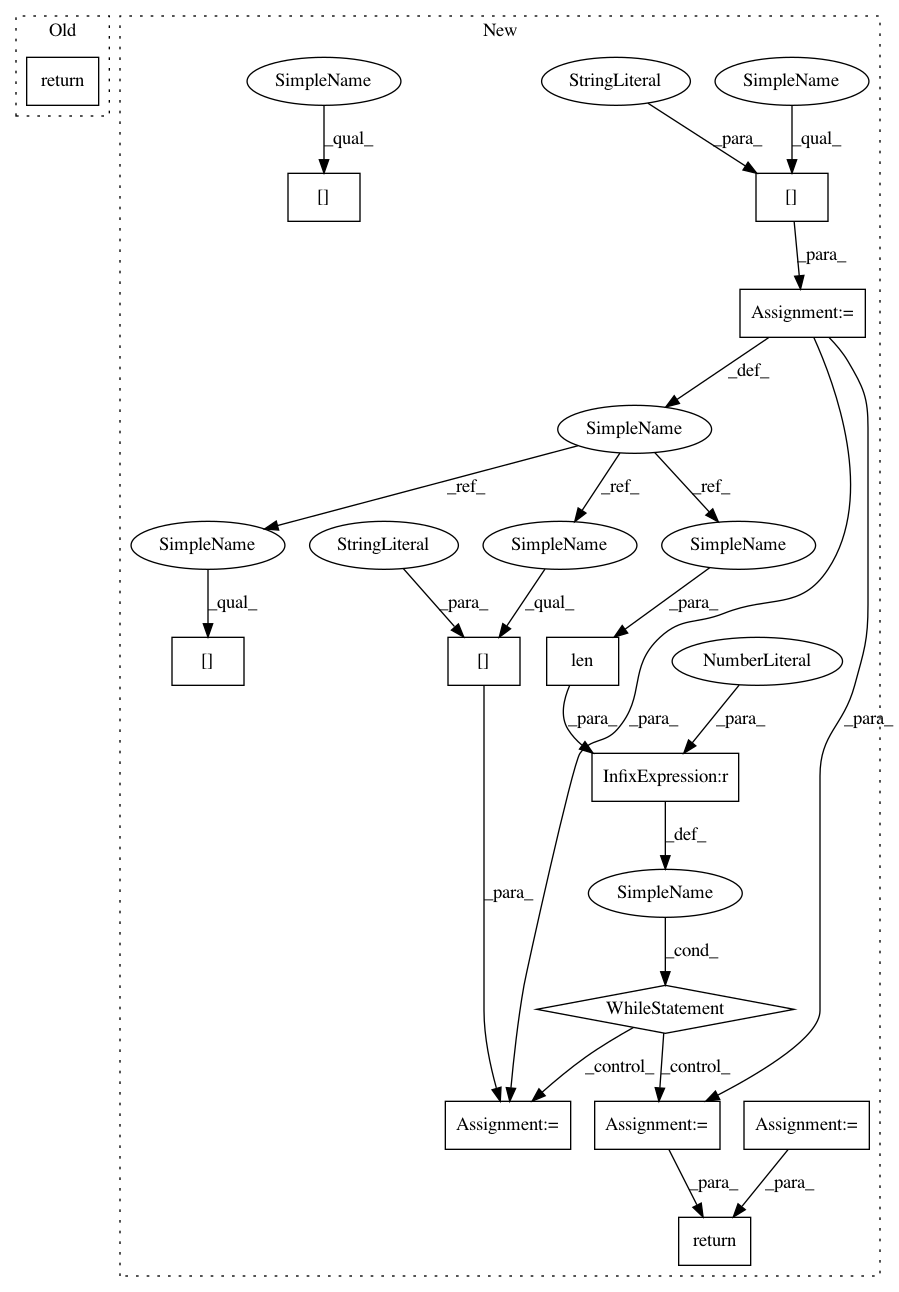 Old
New
return
SimpleName
StringLiteral
SimpleName
_qual_
_para_
_qual_
[]
[]
_para_
Assignment:=
_def_
SimpleName
_ref_
_ref_
_ref_
SimpleName
StringLiteral
SimpleName
SimpleName
_qual_
_para_
_qual_
_para_
[]
[]
len
NumberLiteral
_para_
_para_
_para_
_para_
InfixExpression:r
_def_
_para_
SimpleName
_cond_
WhileStatement
_control_
_control_
Assignment:=
Assignment:=
Assignment:=
_para_
_para_
return